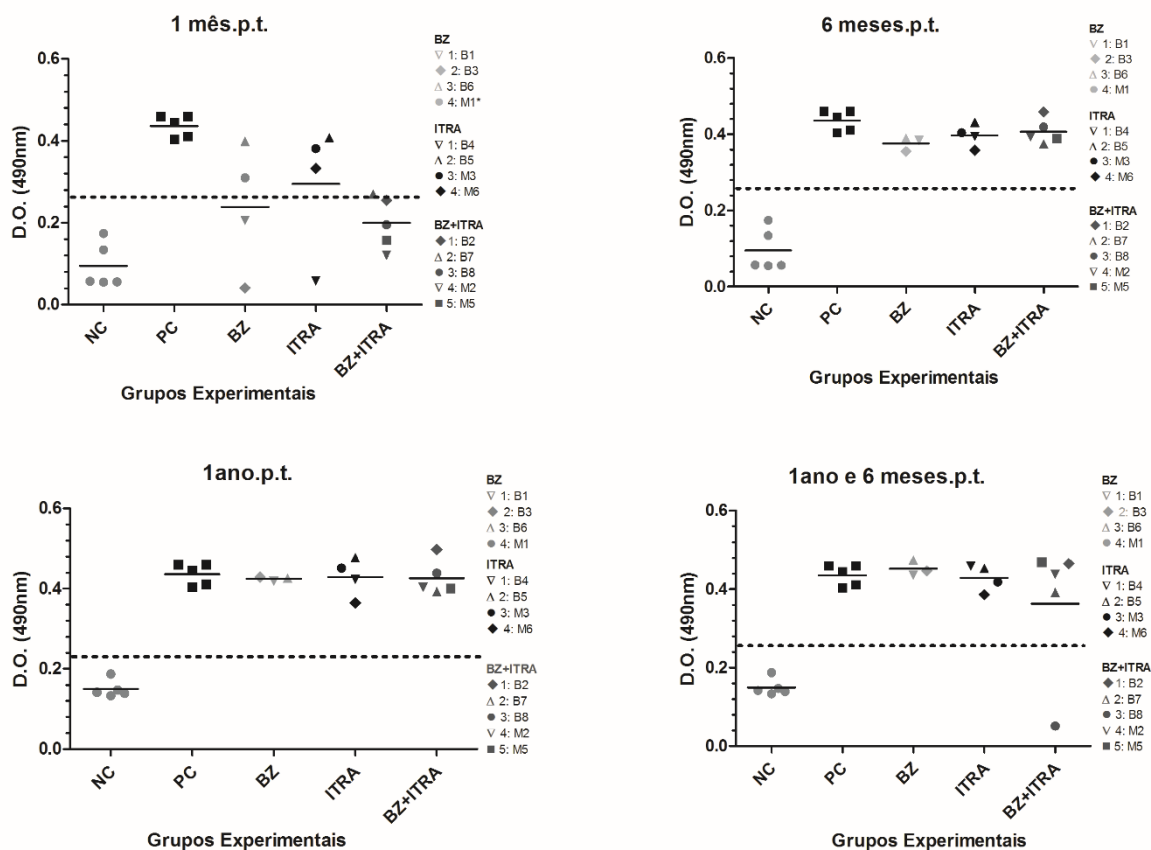 1 mês.p.t.
D.O. (490nm)
0.6
0.4
0.2
0.0
NC
PC
BZ
ITRA
BZ+ITRA
Grupos Experimentais
BZ
1: B1
2: B3
3: B6
4: M1*
ITRA
1: B4
2: B5
3: M3
4: M6
BZ+ITRA
1: B2
2: B7
3: B8
4: M2
5: M5
6 meses.p.t.
D.O. (490nm)
0.6
0.4
0.2
0.0
NC
PC
BZ
ITRA
BZ+ITRA
Grupos Experimentais
BZ
1: B1
2: B3
3: B6
4: M1
ITRA
1: B4
2: B5
3: M3
4: M6
BZ+ITRA
1: B2
2: B7
3: B8
4: M2
5: M5
1ano.p.t.
D.O. (490nm)
0.6
0.4
0.2
0.0
NC
PC
BZ
ITRA
BZ+ITRA
Grupos Experimentais
BZ
1: B1
2: B3
3: B6
4: M1
ITRA
1: B4
2: B5
3: M3
4: M6
BZ+ITRA
1: B2
2: B7
3: B8
4: M2
5: M5
1ano e 6 meses.p.t.
D.O. (490nm)
0.6
0.4
0.2
0.0
NC
PC
BZ
ITRA
BZ+ITRA
Grupos Experimentais
BZ
1: B1
2: B3
3: B6
4: M1
ITRA
1: B4
2: B5
3: M3
4: M6
BZ+ITRA
1: B2
2: B7
3: B8
4: M2
5: M5